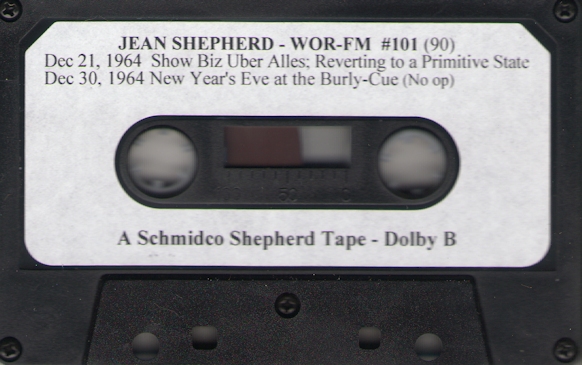 JEAN SHEPHERD - WOR-FM #101 (90)
Dec 21, 1964 Show Biz Uber Alles; Reverting to a Primitive State
Dec 30, 1964 New Year's Eve at the Burly-Cue (No op)
50
A Schmidco Shepherd Tape - Dolby B